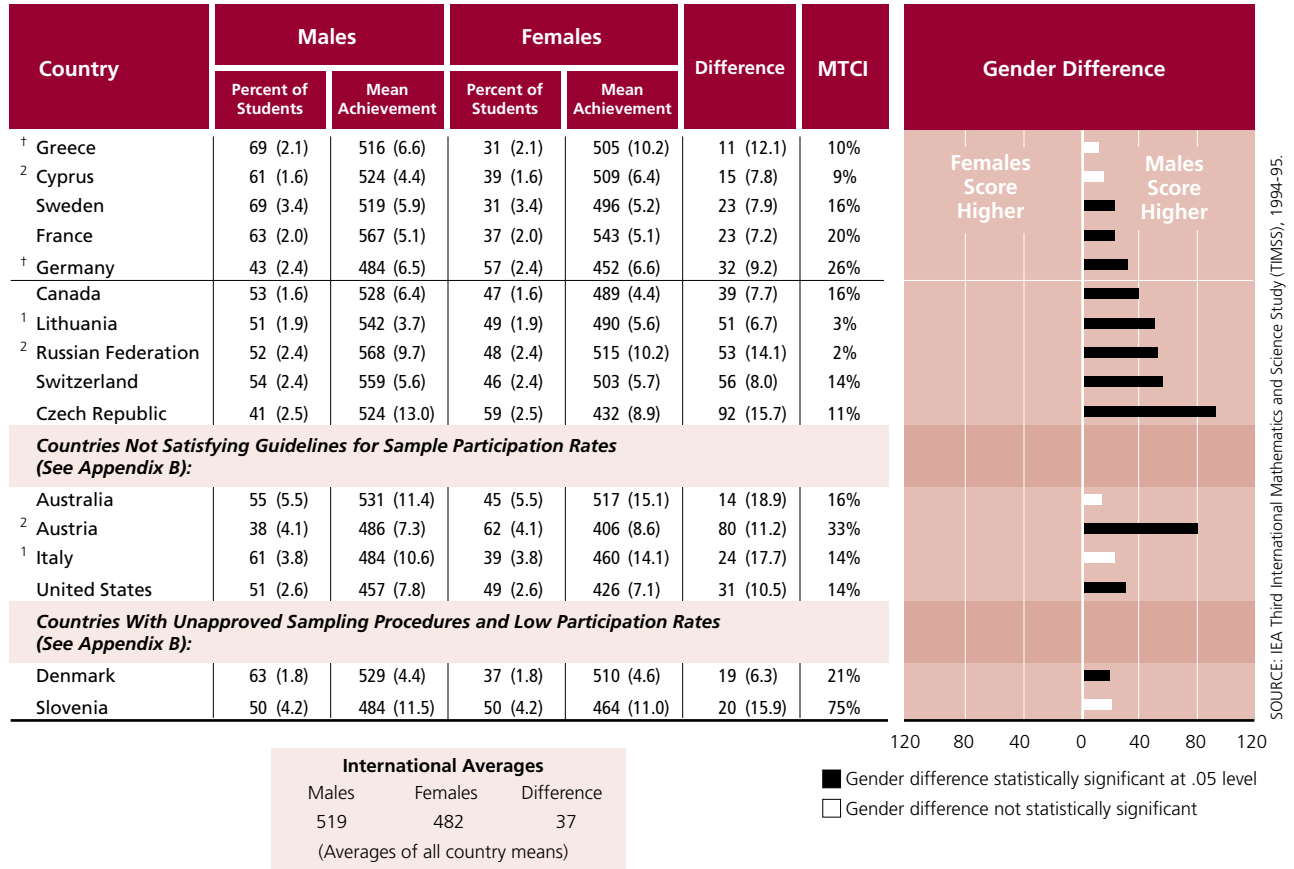 Country Males Females Difference MTCI Gender Difference
Percent of Students Mean Achievement Percent of Students Mean Achievement
† Greece 69 (2.1) 516 (6.6) 31 (2.1) 505 (10.2) 11 (12.1) 10%
2 Cyprus 61 (1.6) 524 (4.4) 39 (1.6) 509 (6.4) 15 (7.8) 9%
Sweden 69 (3.4) 519 (5.9) 31 (3.4) 496 (5.2) 23 (7.9) 16%
France 63 (2.0) 567 (5.1) 37 (2.0) 543 (5.1) 23 (7.2) 20%
† Germany 43 (2.4) 484 (6.5) 57 (2.4) 452 (6.6) 32 (9.2) 26%
Canada 53 (1.6) 528 (6.4) 47 (1.6) 489 (4.4) 39 (7.7) 16%
1 Lithuania 51 (1.9) 542 (3.7) 49 (1.9) 490 (5.6) 51 (6.7) 3%
2 Russian Federation 52 (2.4) 568 (9.7) 48 (2.4) 515 (10.2) 53 (14.1) 2%
Switzerland 54 (2.4) 559 (5.6) 46 (2.4) 503 (5.7) 56 (8.0) 14%
Czech Republic 41 (2.5) 524 (13.0) 59 (2.5) 432 (8.9) 92 (15.7) 11%
Countries Not Satisfying Guidelines for Sample Participation Rates
(See Appendix B):
Australia 55 (5.5) 531 (11.4) 45 (5.5) 517 (15.1) 14 (18.9) 16%
2 Austria 38 (4.1) 486 (7.3) 62 (4.1) 406 (8.6) 80 (11.2) 33%
1 Italy 61 (3.8) 484 (10.6) 39 (3.8) 460 (14.1) 24 (17.7) 14%
United States 51 (2.6) 457 (7.8) 49 (2.6) 426 (7.1) 31 (10.5) 14%
Countries With Unapproved Sampling Procedures and Low Participation Rates
(See Appendix B):
Denmark 63 (1.8) 529 (4.4) 37 (1.8) 510 (4.6) 19 (6.3) 21%
Slovenia 50 (4.2) 484 (11.5) 50 (4.2) 464 (11.0) 20 (15.9) 75%
Females
Score
Higher
Males
Score
Higher
120 80 40 0 40 80 120
Gender difference statistically significant at .05 level
Gender difference not statistically significant
International Averages
Males Females Difference
519 482 37
(Averages of all country means)
SOURCE: IEA Third International Mathematics and Science Study (TIMSS), 1994-95.